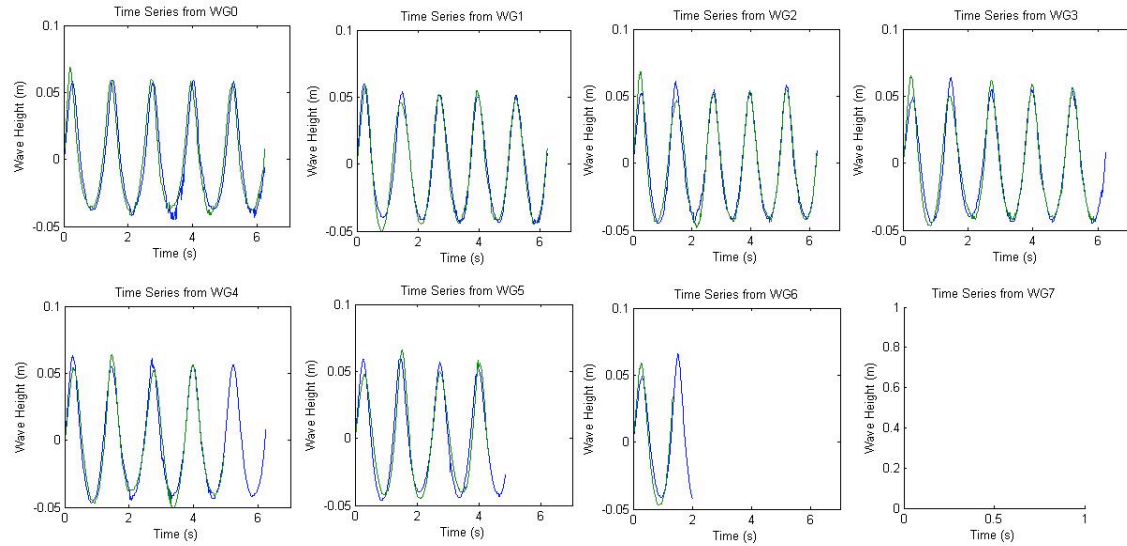 Time Series from WG0
0.1
0.05
0
-0.05
Wave Height (m)
0 2 4 6
Time (s)
Time Series from WG1
0.1
0.05
0
-0.05
Wave Height (m)
0 2 4 6
Time (s)
Time Series from WG2
0.1
0.05
0
-0.05
Wave Height (m)
0 2 4 6
Time (s)
Time Series from WG3
0.1
0.05
0
-0.05
Wave Height (m)
0 2 4 6
Time (s)
Time Series from WG4
0.1
0.05
0
-0.05
Wave Height (m)
0 2 4 6
Time (s)
Time Series from WG5
0.1
0.05
0
-0.05
Wave Height (m)
0 2 4 6
Time (s)
Time Series from WG6
0.1
0.05
0
-0.05
Wave Height (m)
0 2 4 6
Time (s)
Time Series from WG7
1
0.8
0.6
0.4
0.2
0
Wave Height (m)
0 0.5 1
Time (s)